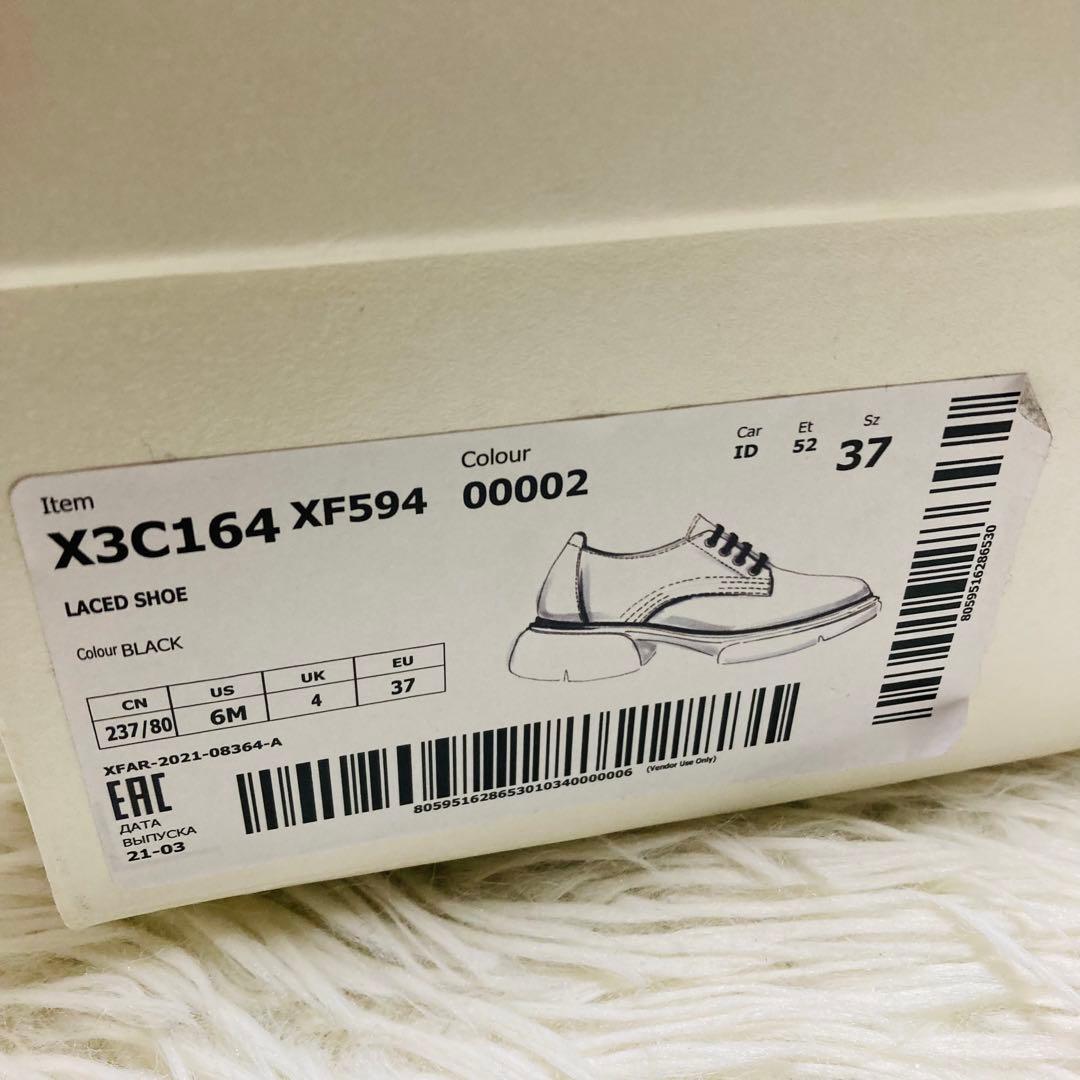 Item
X3C164 XF594
Colour
00002
Car
ID
Et
52
Sz
37
LACED SHOE
Colour BLACK
CN US UK EU
237/80 6M 4 37
XFAR-2021-08364-A
EAC
ДАТА
ВЫПУСКА
21-03
805951628653010340000006 (Vendor Use Only)
8059516286530